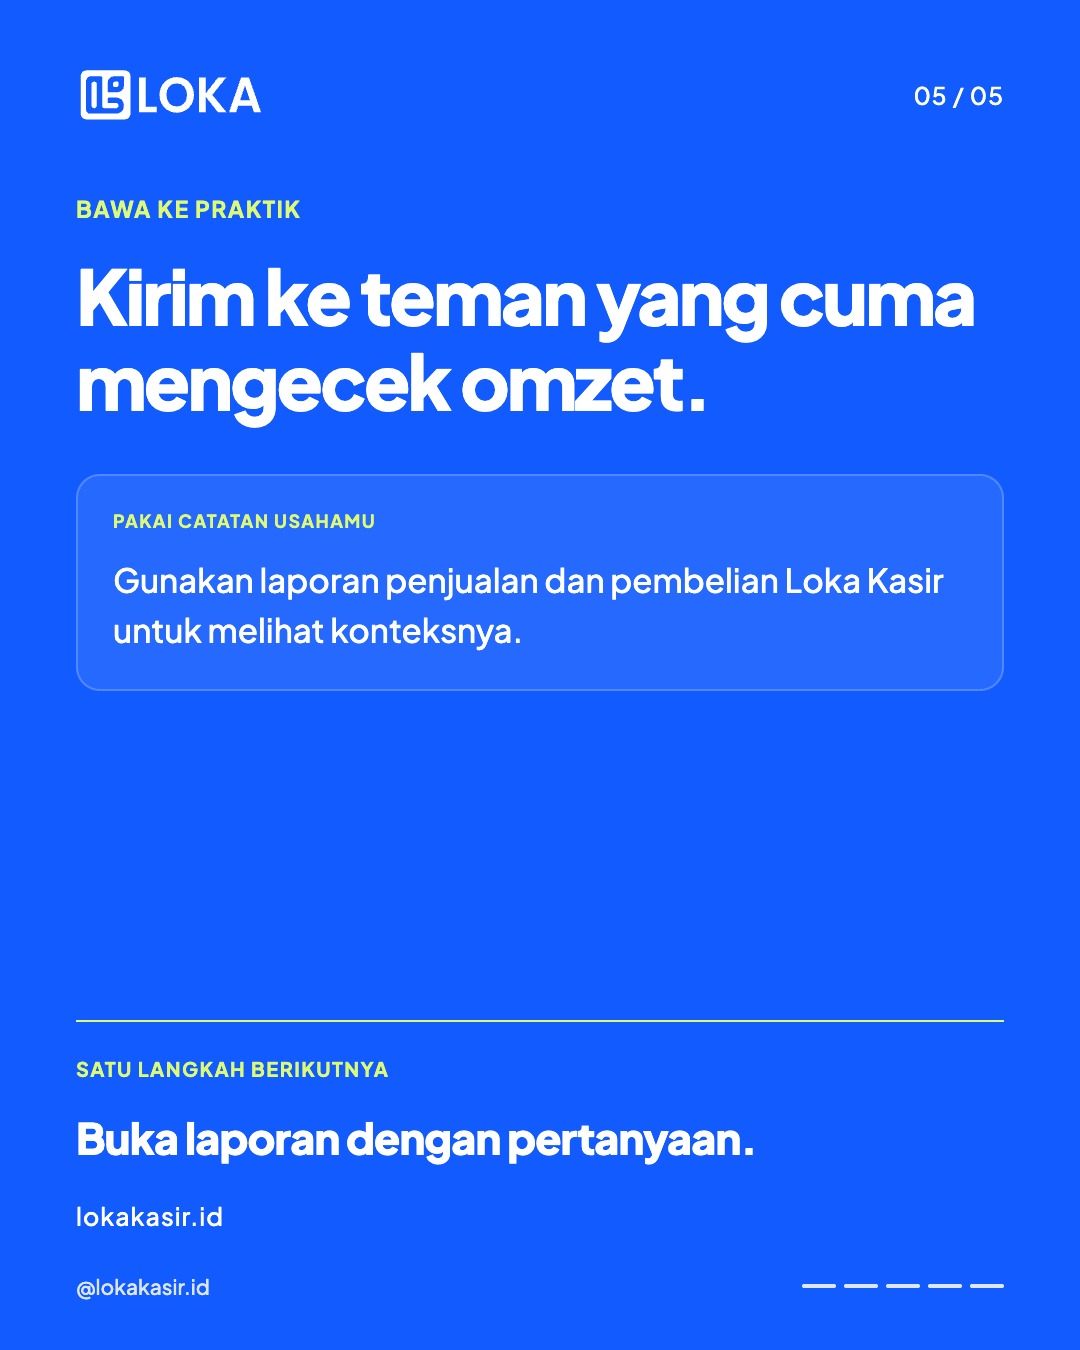 LOKA
05 / 05
BAWA KE PRAKTIK
Kirim ke teman yang cuma
mengecek omzet.
PAKAI CATATAN USAHAMU
Gunakan laporan penjualan dan pembelian Loka Kasir
untuk melihat konteksnya.
SATU LANGKAH BERIKUTNYA
Buka laporan dengan pertanyaan.
lokakasir.id
@lokakasir.id